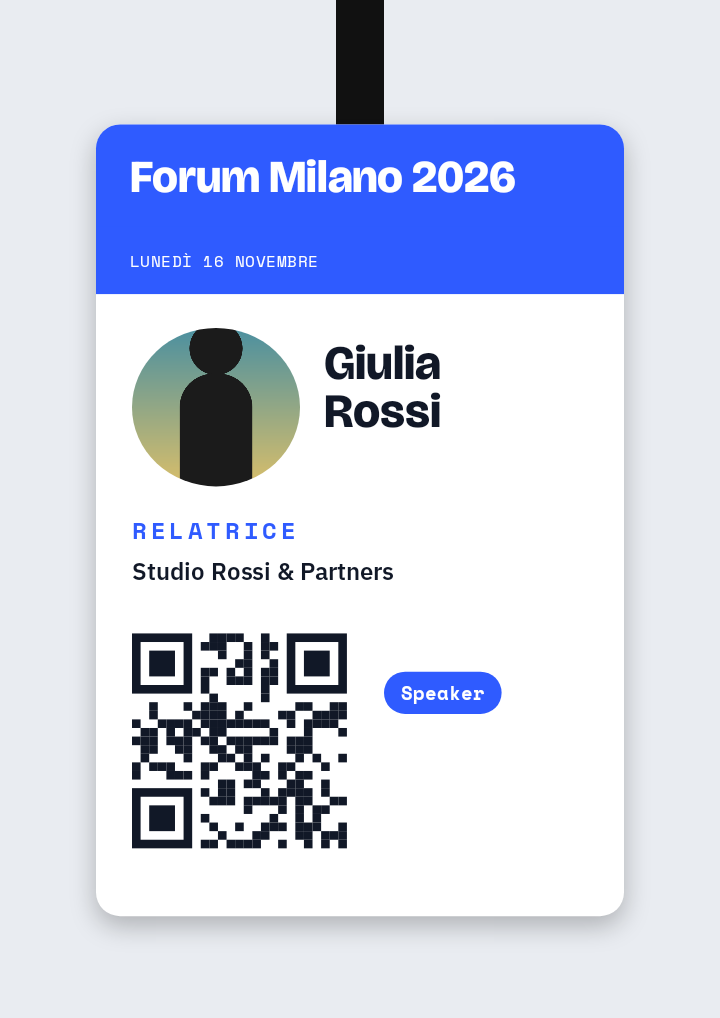 Forum Milano 2026
LUNEDÌ 16 NOVEMBRE
Giulia
Rossi
RELATRICE
Studio Rossi & Partners
Speaker